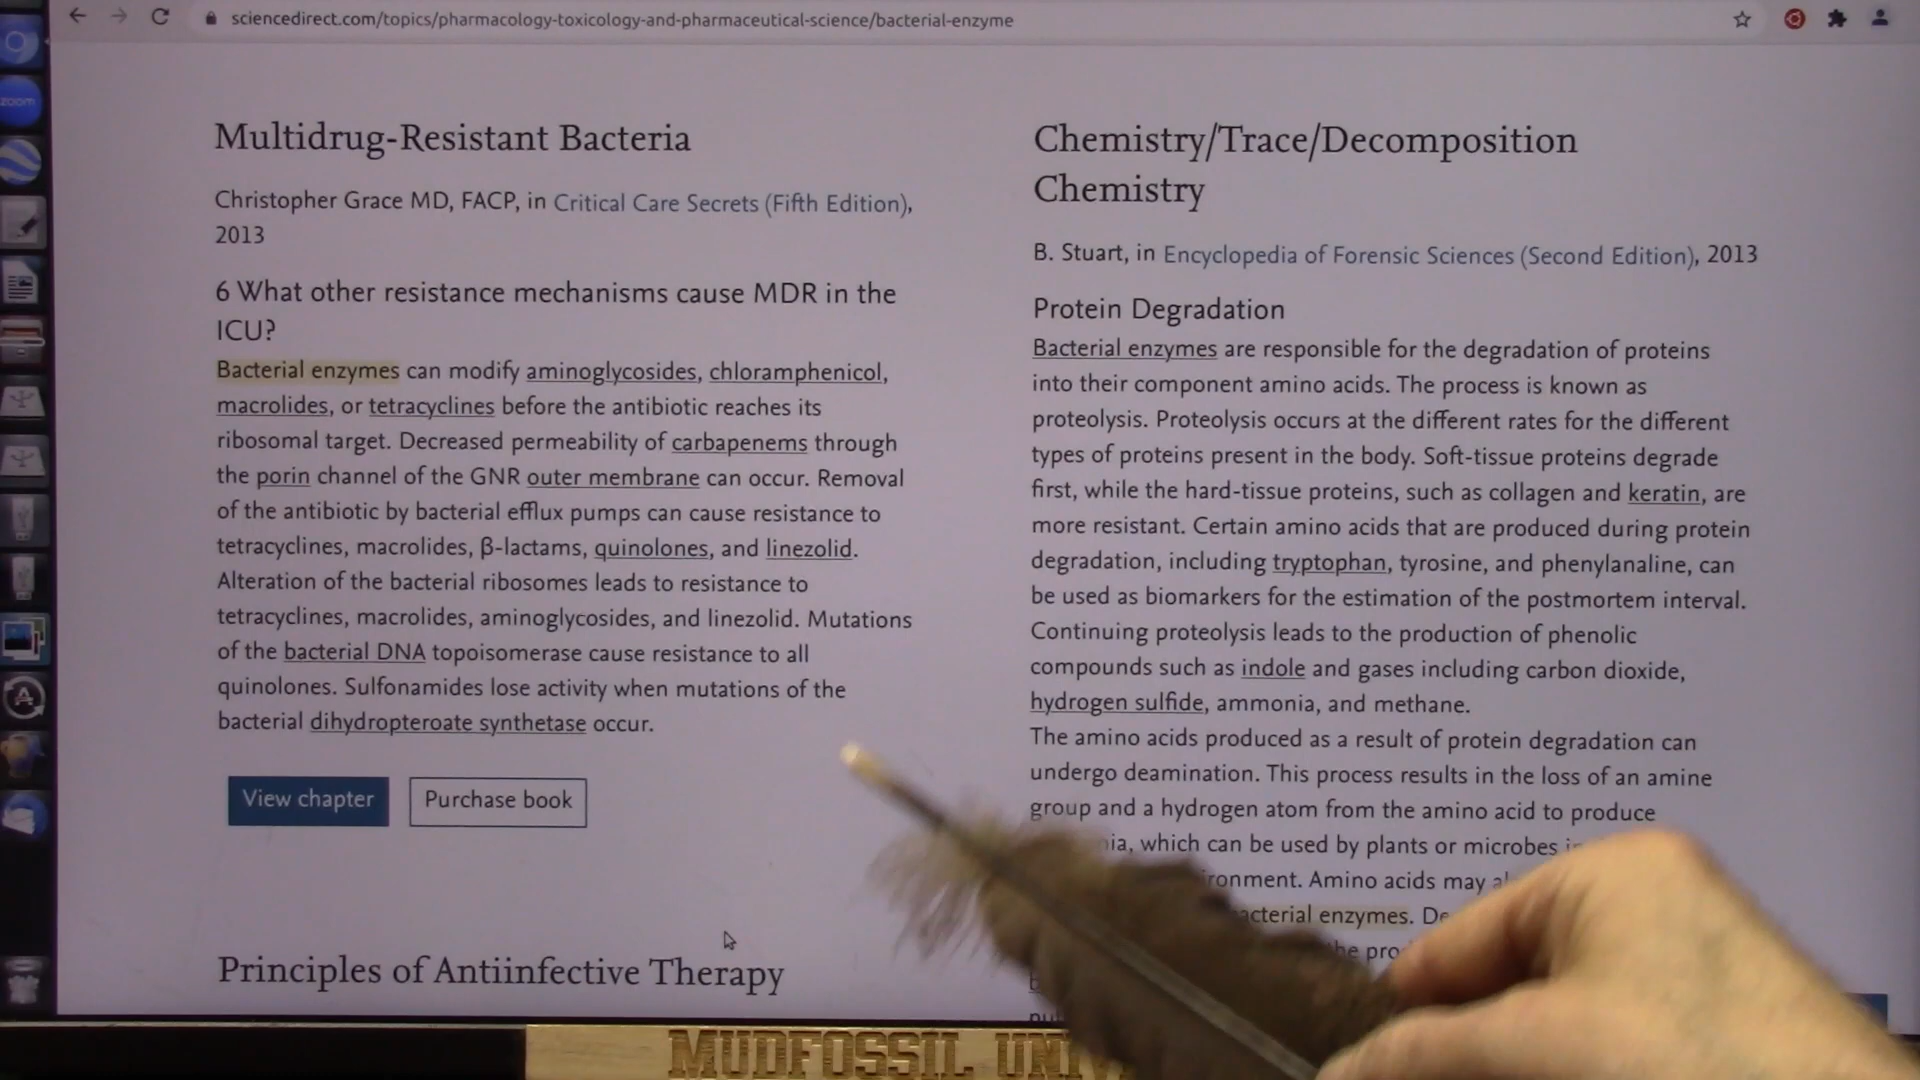 sciencedirect.com/topics/pharmacology-toxicology-and-pharmaceutical-science/bacterial-enzyme
zoom
Multidrug-Resistant Bacteria
Christopher Grace MD, FACP, in Critical Care Secrets (Fifth Edition),
2013
6 What other resistance mechanisms cause MDR in the
ICU?
Bacterial enzymes can modify aminoglycosides, chloramphenicol,
macrolides, or tetracyclines before the antibiotic reaches its
ribosomal target. Decreased permeability of carbapenems through
the porin channel of the GNR outer membrane can occur. Removal
of the antibiotic by bacterial efflux pumps can cause resistance to
tetracyclines, macrolides, β-lactams, quinolones, and linezolid.
Alteration of the bacterial ribosomes leads to resistance to
tetracyclines, macrolides, aminoglycosides, and linezolid. Mutations
of the bacterial DNA topoisomerase cause resistance to all
quinolones. Sulfonamides lose activity when mutations of the
bacterial dihydropteroate synthetase occur.
View chapter
Purchase book
Principles of Antiinfective Therapy
Chemistry/Trace/Decomposition
Chemistry
B. Stuart, in Encyclopedia of Forensic Sciences (Second Edition), 2013
Protein Degradation
Bacterial enzymes are responsible for the degradation of proteins
into their component amino acids. The process is known as
proteolysis. Proteolysis occurs at the different rates for the different
types of proteins present in the body. Soft-tissue proteins degrade
first, while the hard-tissue proteins, such as collagen and keratin, are
more resistant. Certain amino acids that are produced during protein
degradation, including tryptophan, tyrosine, and phenylanaline, can
be used as biomarkers for the estimation of the postmortem interval.
Continuing proteolysis leads to the production of phenolic
compounds such as indole and gases including carbon dioxide,
hydrogen sulfide, ammonia, and methane.
The amino acids produced as a result of protein degradation can
undergo deamination. This process results in the loss of an amine
group and a hydrogen atom from the amino acid to produce
which can be used by plants or microbes
Amino acids may
enzymes.
MUDFOSSIL